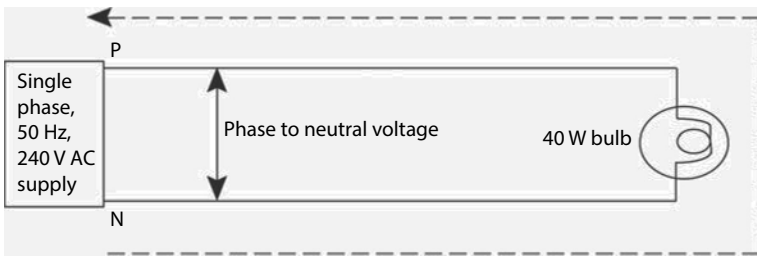 P
Single
phase,
50 Hz,
240 V AC
supply
Phase to neutral voltage
40 W bulb
N